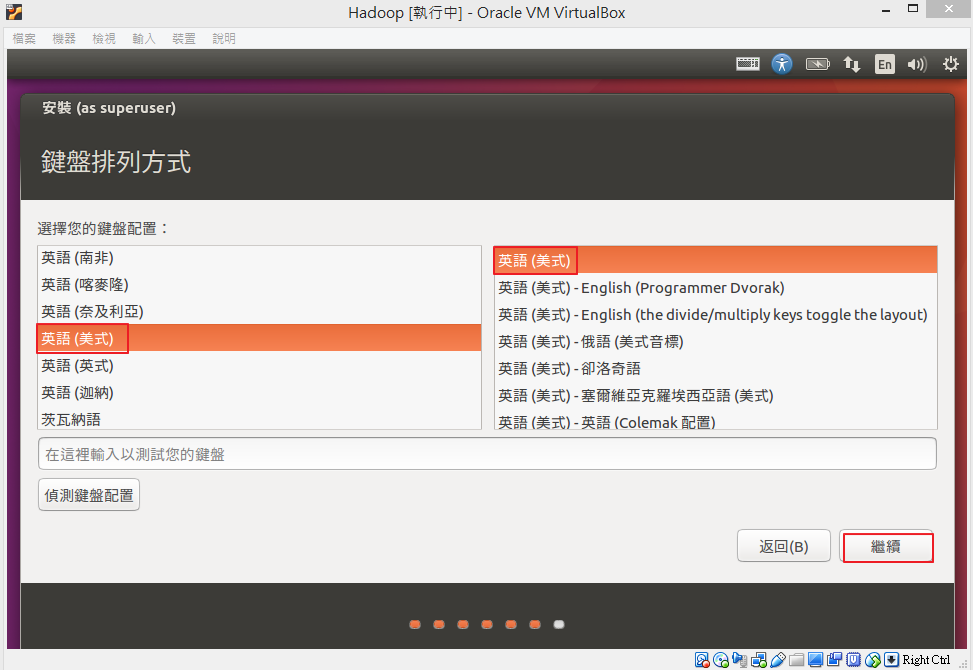 Hadoop [執行中] - Oracle VM VirtualBox
檔案 機器 檢視 輸入 裝置 說明
En
安裝 (as superuser)
鍵盤排列方式
選擇您的鍵盤配置：
英語 (南非)
英語 (喀麥隆)
英語 (奈及利亞)
英語 (美式)
英語 (英式)
英語 (迦納)
茨瓦納語
英語 (美式)
英語 (美式) - English (Programmer Dvorak)
英語 (美式) - English (the divide/multiply keys toggle the layout)
英語 (美式) - 俄語 (美式音標)
英語 (美式) - 卻洛奇語
英語 (美式) - 塞爾維亞克羅埃西亞語 (美式)
英語 (美式) - 英語 (Colemak 配置)
在這裡輸入以測試您的鍵盤
偵測鍵盤配置
返回(B)
繼續
Right Ctrl